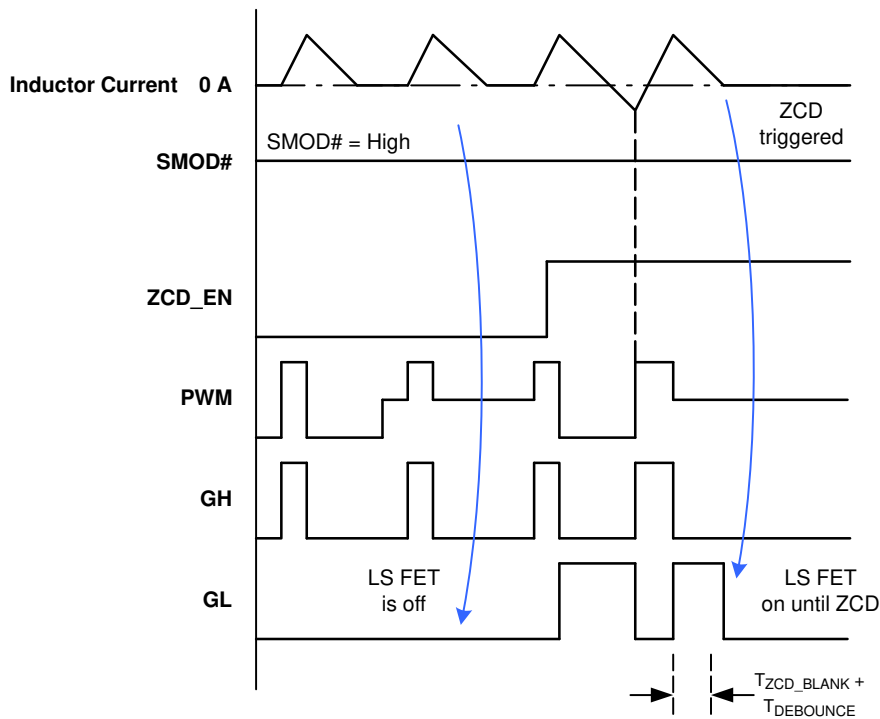 Inductor Current 0 A
ZCD
triggered
SMOD# = High
SMOD#
ZCD_EN
PWM
GH
LS FET
is off
GL
LS FET
on until ZCD
TZCD_BLANK +
TDEBOUNCE